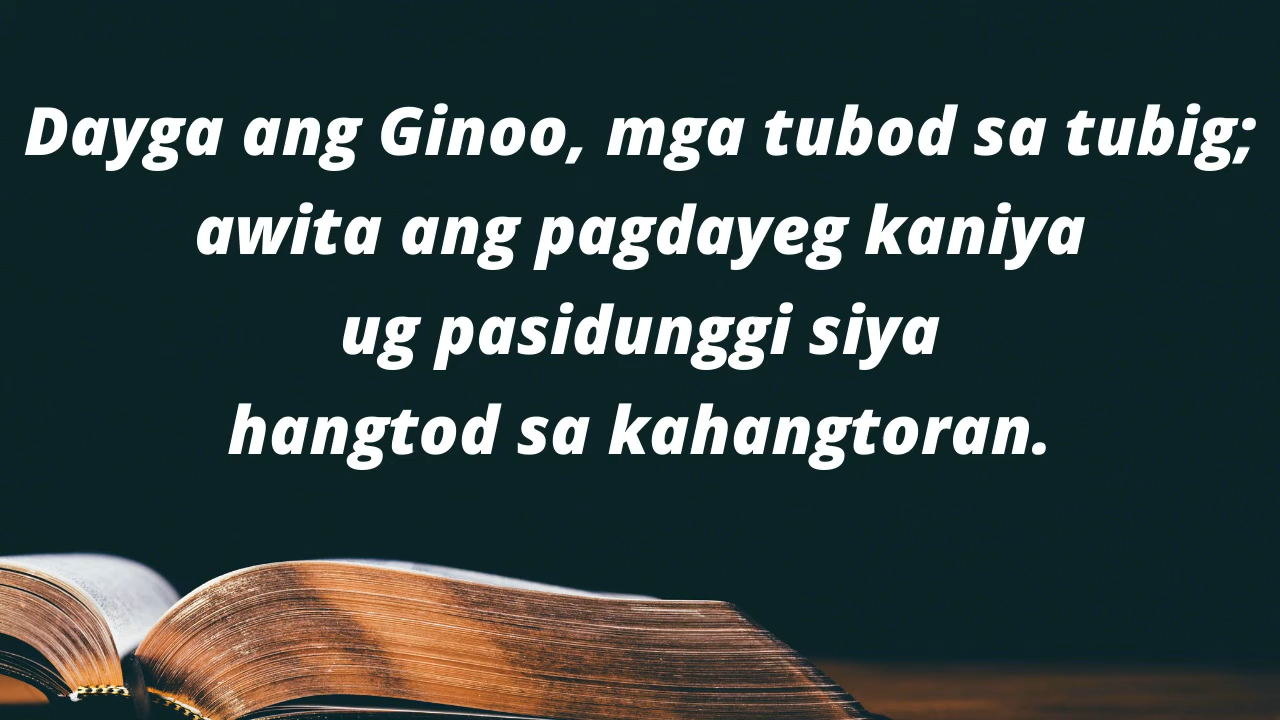 Dayga ang Ginoo, mga tubod sa tubig;
awita ang pagdayeg kaniya
ug pasidunggi siya
hangtod sa kahangtoran.